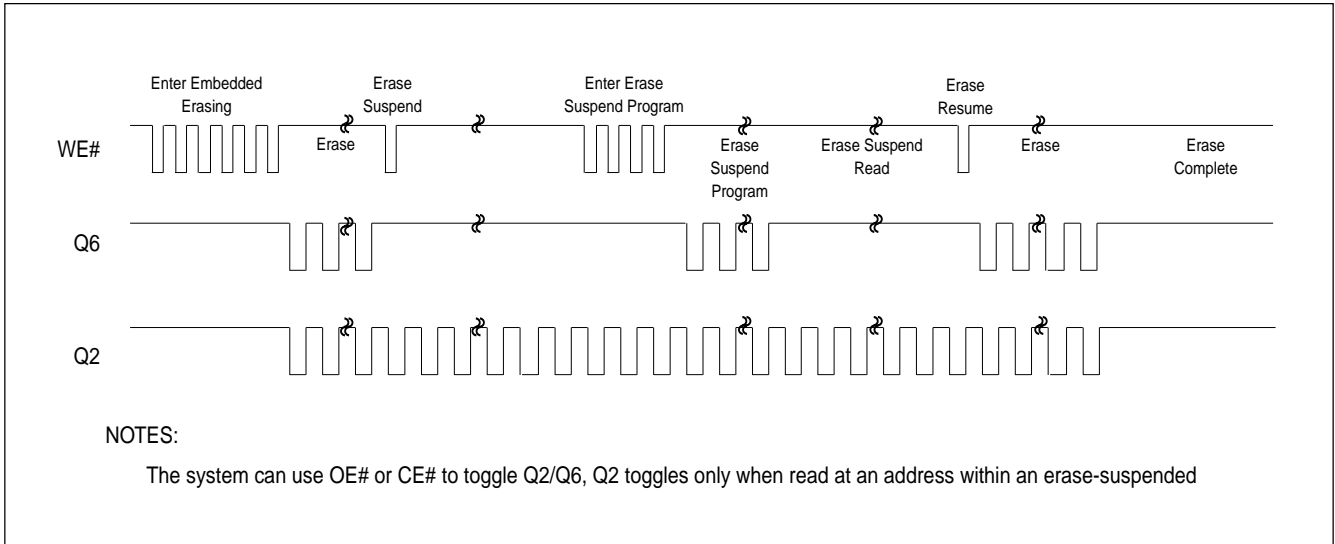 Enter Embedded
Erasing
Erase
Suspend
Enter Erase
Suspend Program
Erase
Resume
WE#
Erase
Erase
Suspend
Program
Erase Suspend
Read
Erase
Erase
Complete
Q6
Q2
NOTES:
The system can use OE# or CE# to toggle Q2/Q6, Q2 toggles only when read at an address within an erase-suspended